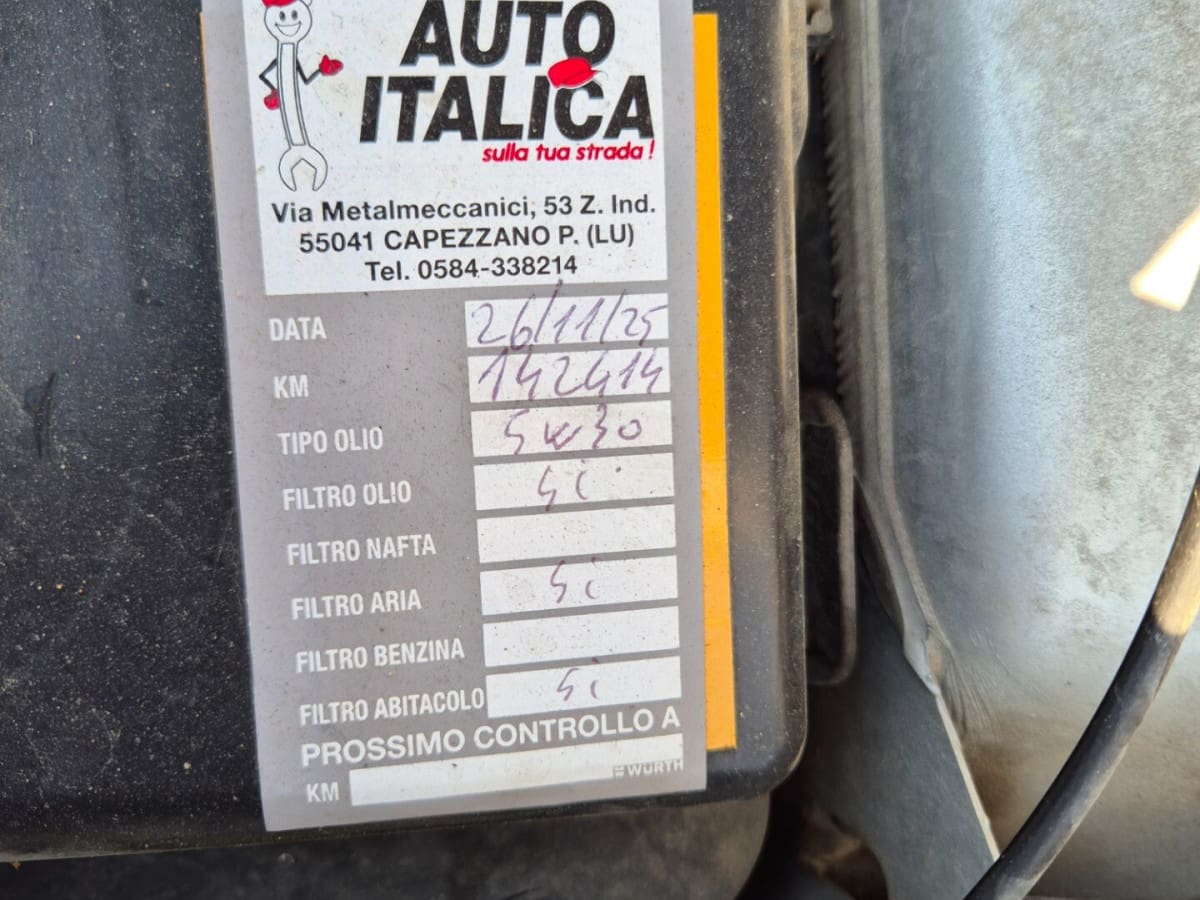 AUTO
ITALICA
sulla tua strada!
Via Metalmeccanici, 53 Z. Ind.
55041 CAPEZZANO P. (LU)
Tel. 0584-338214
DATA 26/11/25
KM 142414
TIPO OLIO 5w30
FILTRO OLIO Si
FILTRO NAFTA
FILTRO ARIA Si
FILTRO BENZINA
FILTRO ABITACOLO Si
PROSSIMO CONTROLLO A
KM WÜRTH